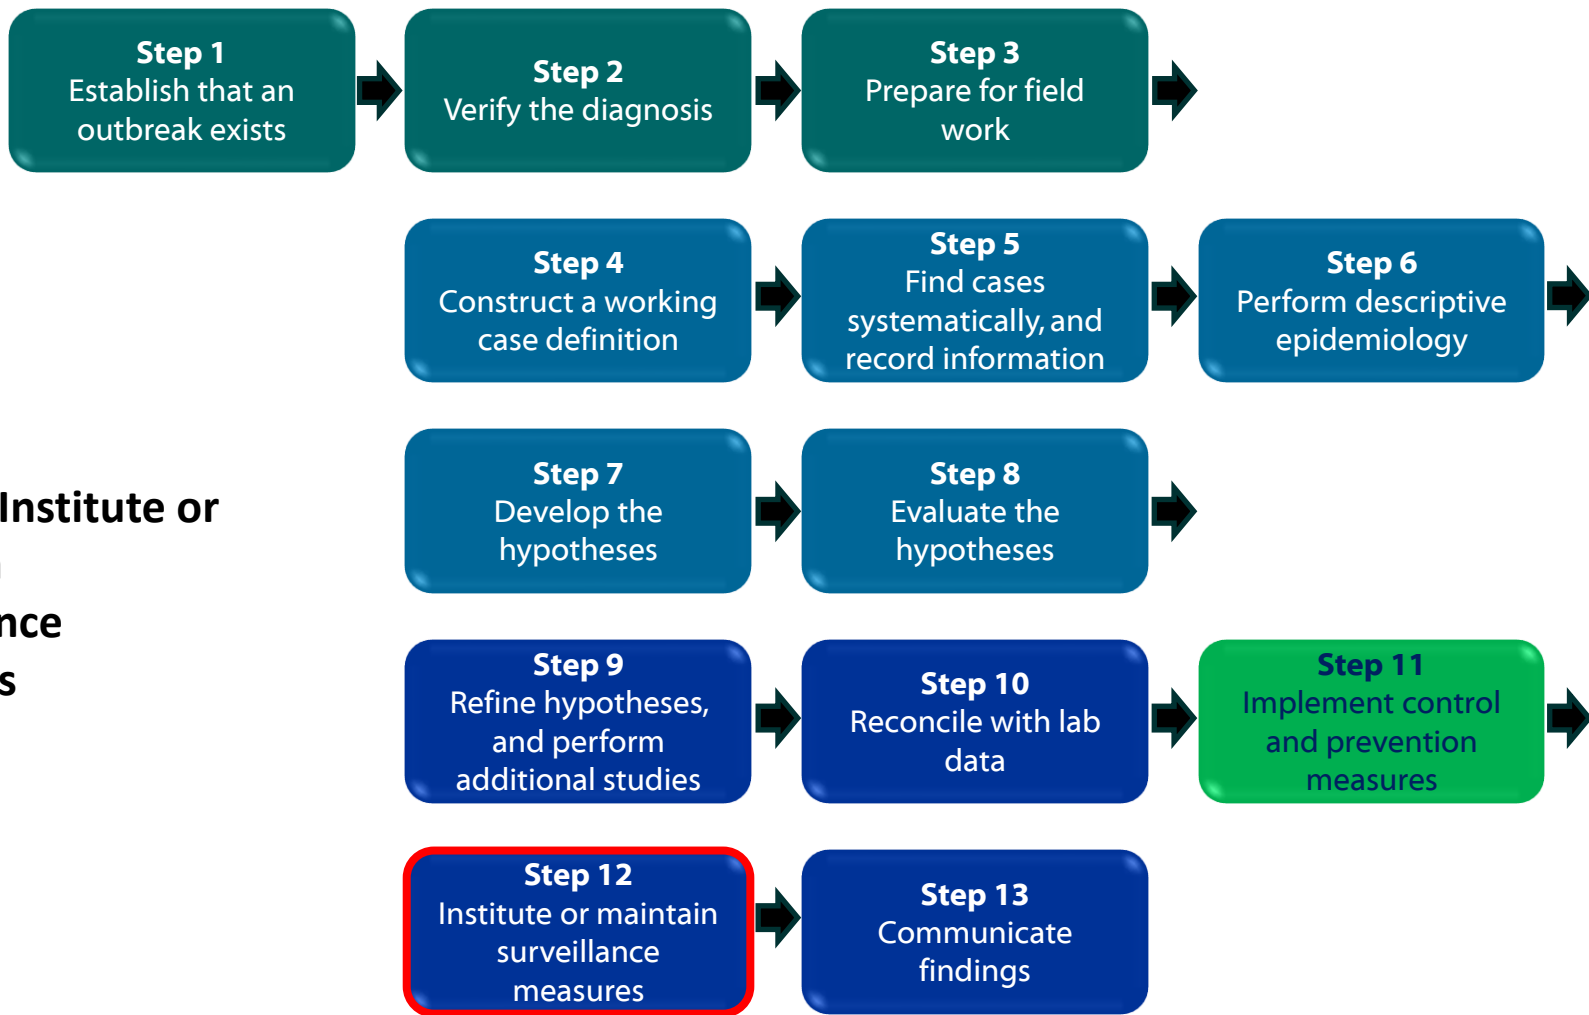 Step 1
Establish that an
outbreak exists
Step 2
Verify the diagnosis
Step 3
Prepare for field
work
Step 4
Construct a working
case definition
Step 5
Find cases
systematically, and
record information
Step 6
Perform descriptive
epidemiology
Institute or
nce
s
Step 7
Develop the
hypotheses
Step 8
Evaluate the
hypotheses
Step 9
Refine hypotheses,
and perform
additional studies
Step 10
Reconcile with lab
data
Step 11
Implement control
and prevention
measures
Step 12
Institute or maintain
surveillance
measures
Step 13
Communicate
findings